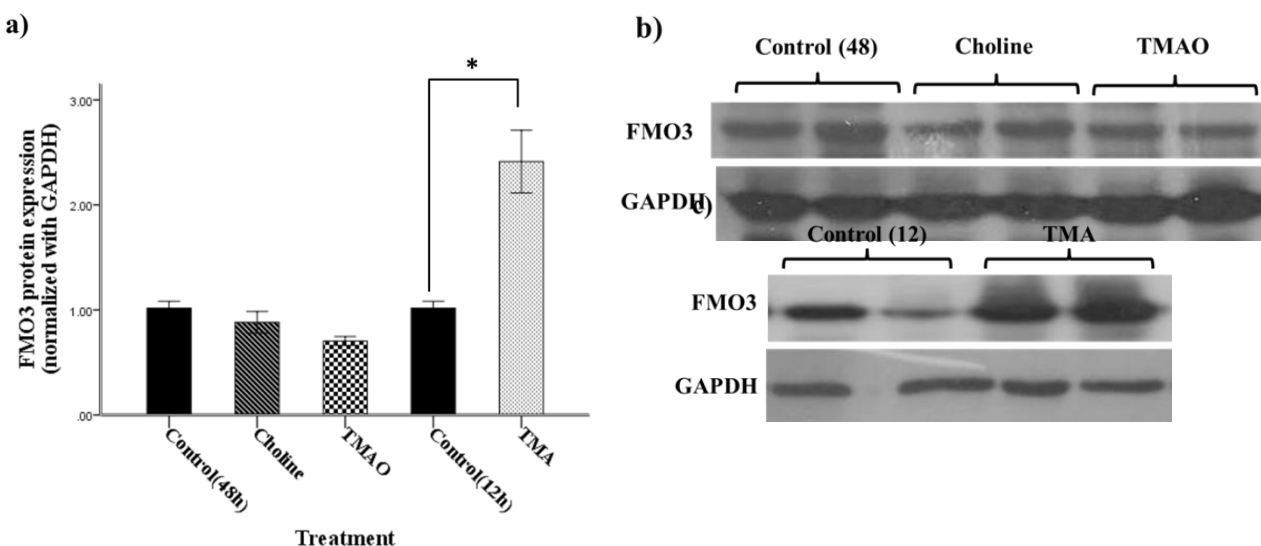 a)
*
3.00
2.00
1.00
.00
FMO3 protein expression
(normalized with GAPDH)
Control(48h)
Choline
TMAO
Control(12h)
TMA
Treatment
b)
Control (48)
Choline
TMAO
FMO3
GAPDH
c)
Control (12)
TMA
FMO3
GAPDH